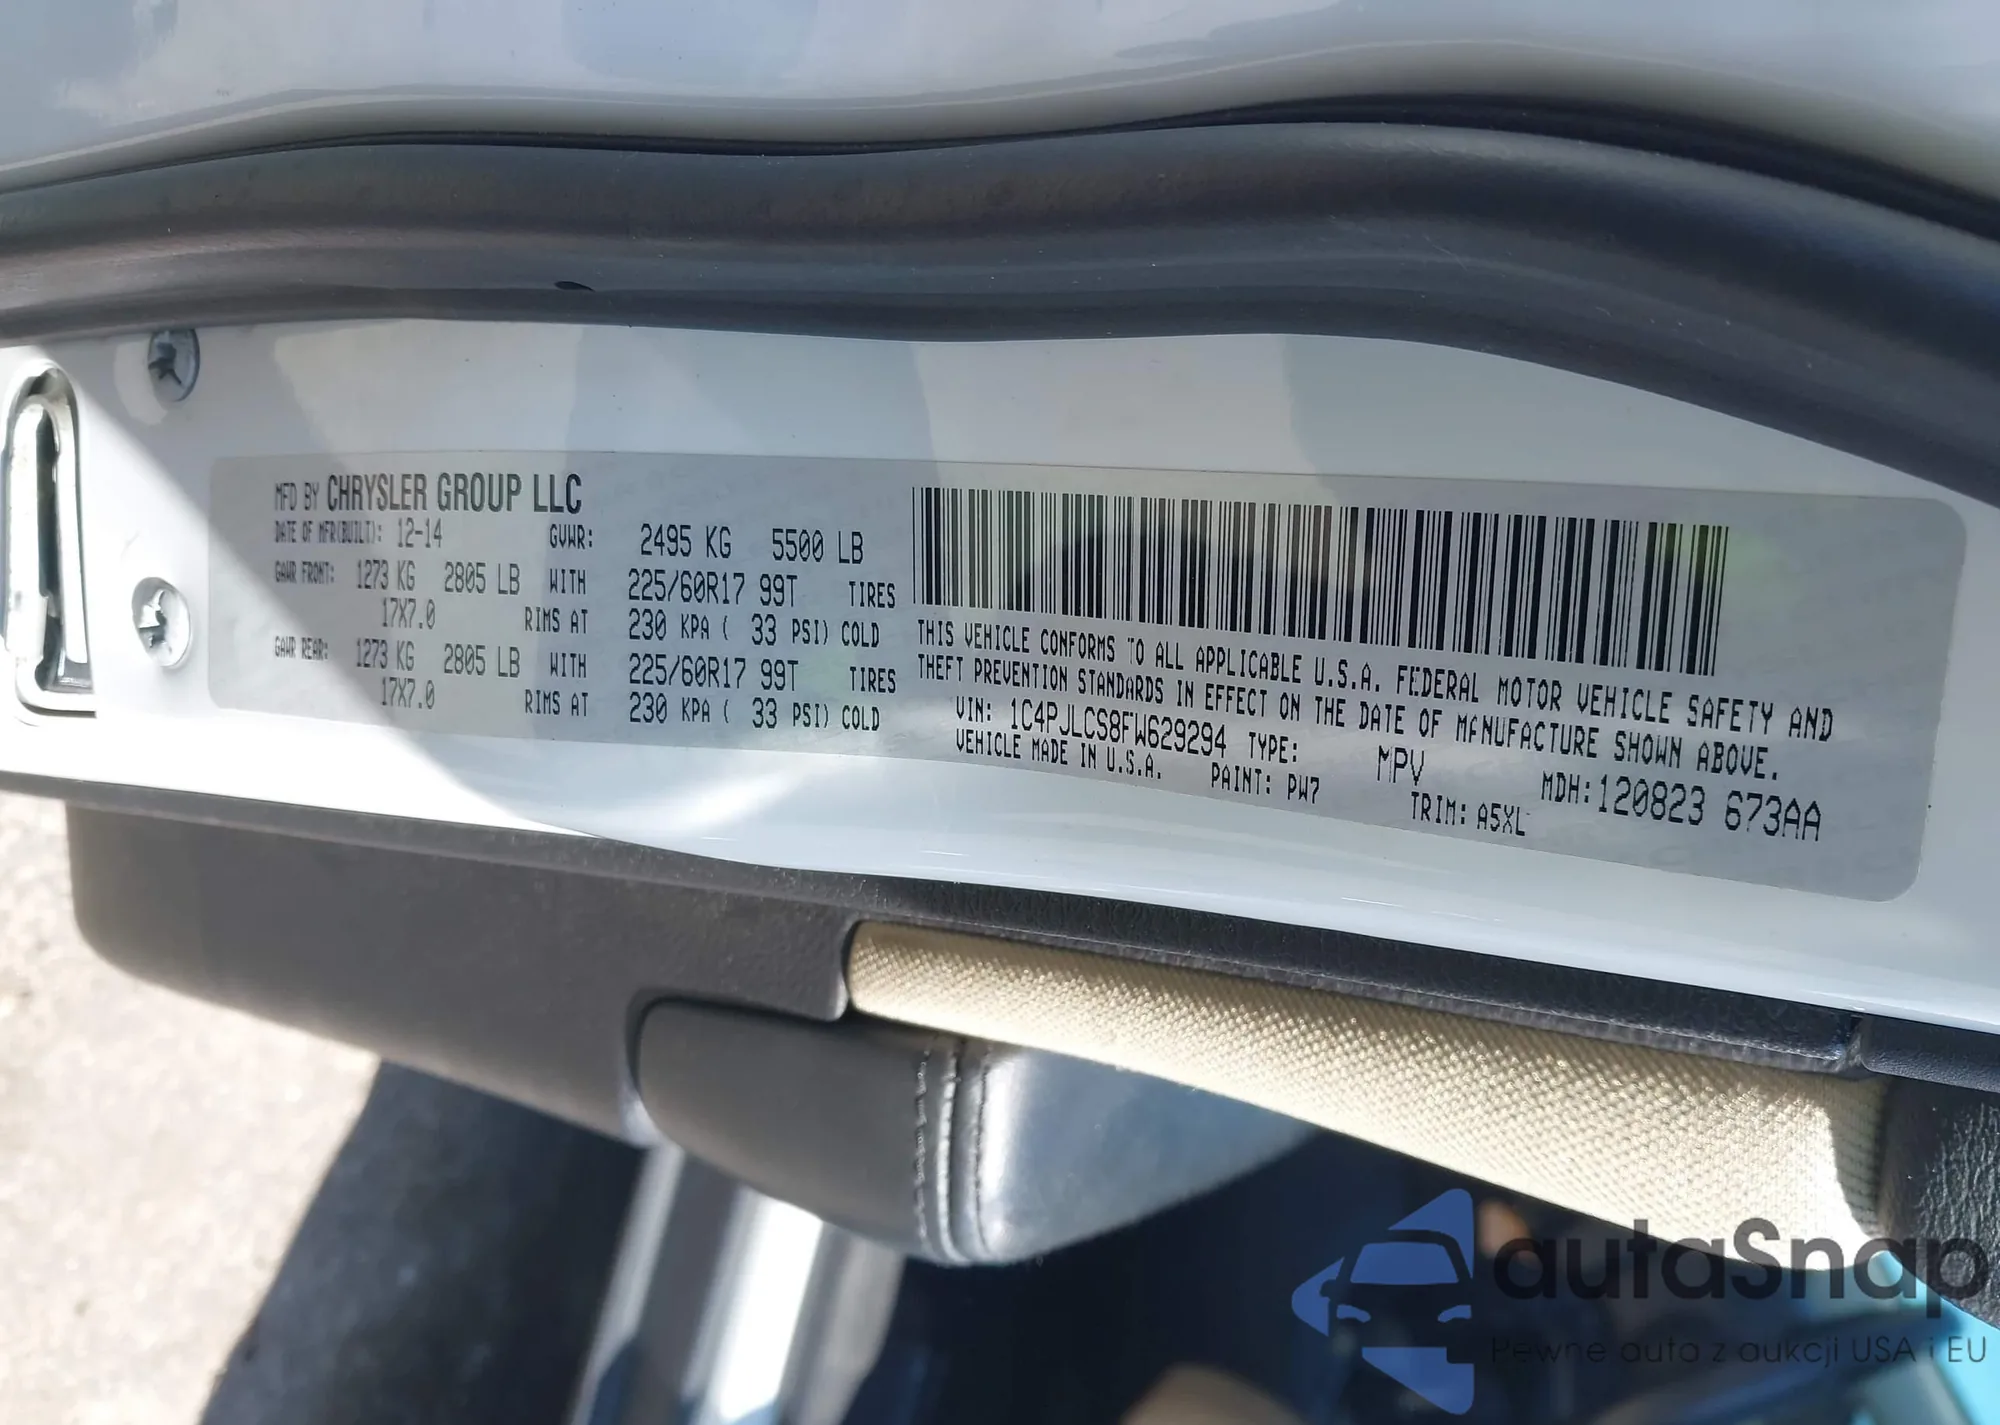 MFD BY CHRYSLER GROUP LLC
DATE OF MFR(BUILT): 12-14 GVWR: 2495 KG 5500 LB
GAWR FRONT: 1273 KG 2805 LB WITH 225/60R17 99T TIRES
17X7.0 RIMS AT 230 KPA ( 33 PSI) COLD
GAWR REAR: 1273 KG 2805 LB WITH 225/60R17 99T TIRES
17X7.0 RIMS AT 230 KPA ( 33 PSI) COLD
THIS VEHICLE CONFORMS TO ALL APPLICABLE U.S.A. FEDERAL MOTOR VEHICLE SAFETY AND
THEFT PREVENTION STANDARDS IN EFFECT ON THE DATE OF MANUFACTURE SHOWN ABOVE.
VIN: 1C4PJLCS8FW629294 TYPE: MPV MDH:120823 673AA
VEHICLE MADE IN U.S.A. PAINT: PW7 TRIM: A5XL
autaSnap
Pewne auta z aukcji USA i EU